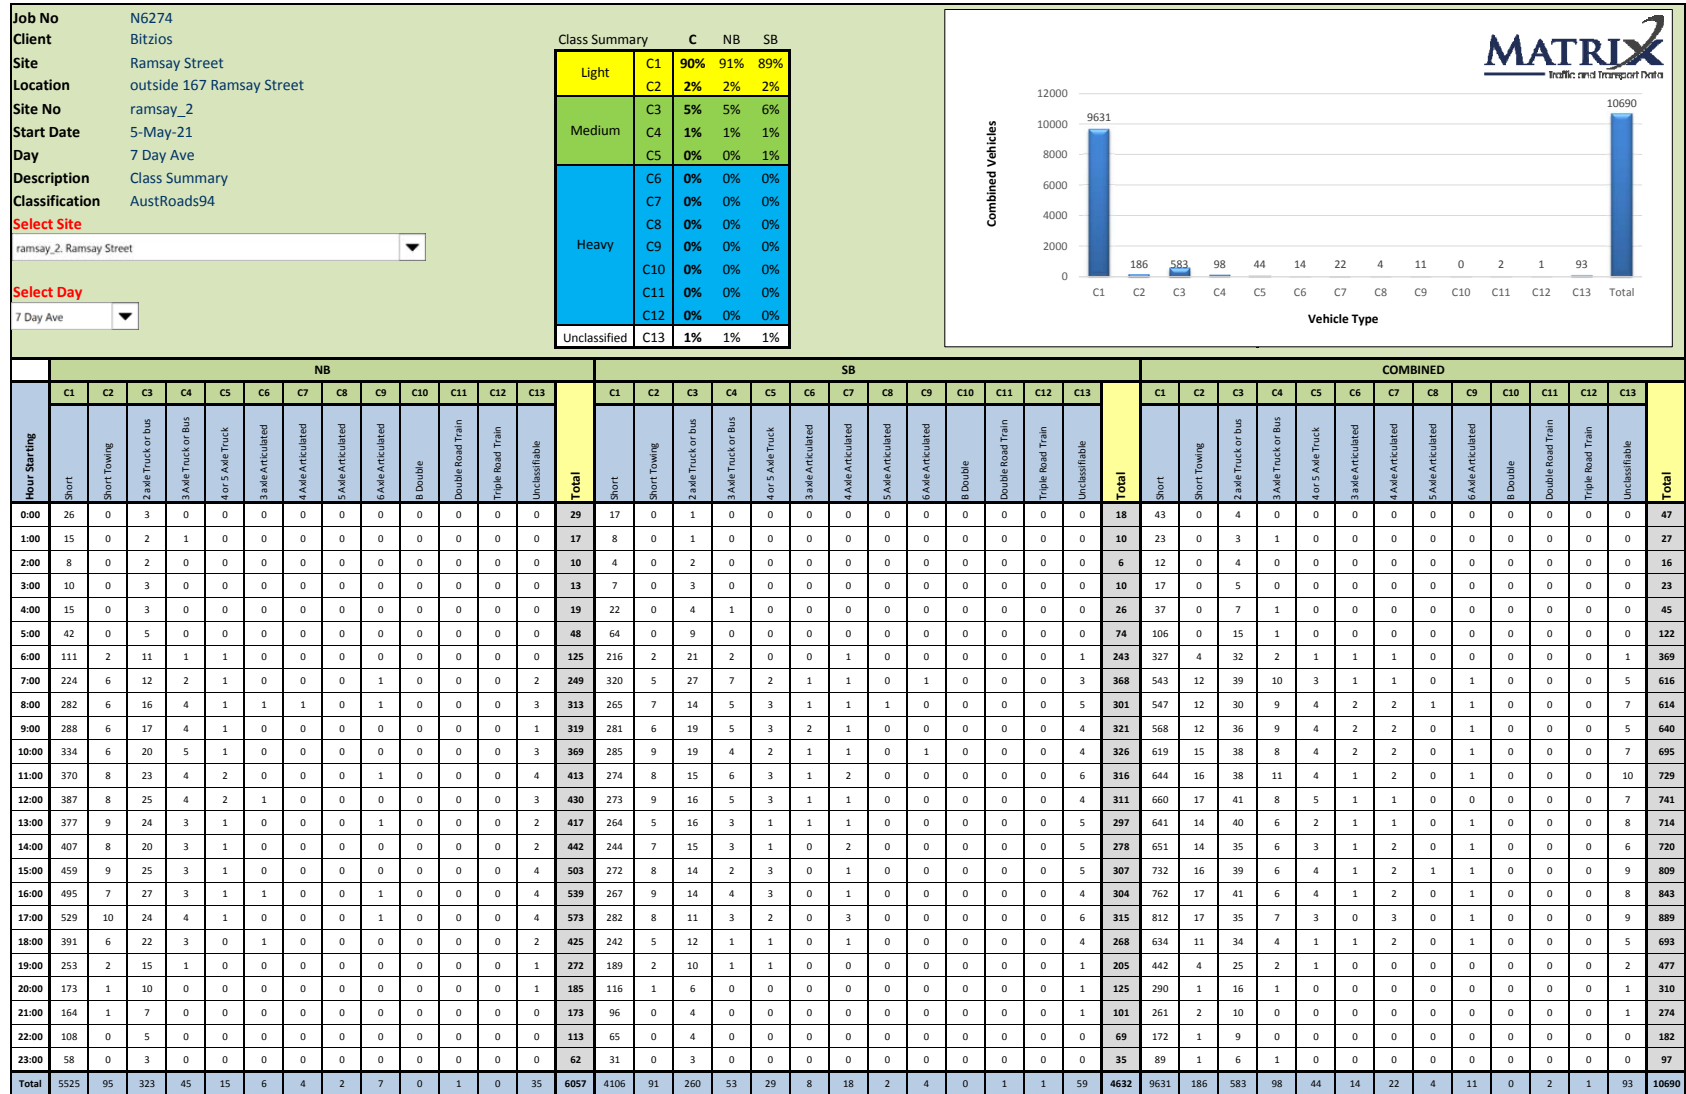 Job No N6274
Client Bitzios
Site Ramsay Street
Location outside 167 Ramsay Street
Site No ramsay_2
Start Date 5-May-21
Day 7 Day Ave
Description Class Summary
Classification AustRoads94
Select Site
ramsay_2. Ramsay Street
Select Day
7 Day Ave
Class Summary C NB SB
Light C1 90% 91% 89%
C2 2% 2% 2%
Medium C3 5% 5% 6%
C4 1% 1% 1%
C5 0% 0% 1%
Heavy C6 0% 0% 0%
C7 0% 0% 0%
C8 0% 0% 0%
C9 0% 0% 0%
C10 0% 0% 0%
C11 0% 0% 0%
C12 0% 0% 0%
Unclassified C13 1% 1% 1%
MATRIX
Traffic and Transport Data
Combined Vehicles
12000
10000
8000
6000
4000
2000
0
9631 186 583 98 44 14 22 4 11 0 2 1 93 10690
C1 C2 C3 C4 C5 C6 C7 C8 C9 C10 C11 C12 C13 Total
Vehicle Type
NB SB COMBINED
Hour Starting C1 C2 C3 C4 C5 C6 C7 C8 C9 C10 C11 C12 C13 Total C1 C2 C3 C4 C5 C6 C7 C8 C9 C10 C11 C12 C13 Total C1 C2 C3 C4 C5 C6 C7 C8 C9 C10 C11 C12 C13 Total
Short Short Towing 2 axle Truck or bus 3 Axle Truck or Bus 4 or 5 Axle Truck 3 axle Articulated 4 Axle Articulated 5 Axle Articulated 6 Axle Articulated B Double Double Road Train Triple Road Train Unclassifiable Short Short Towing 2 axle Truck or bus 3 Axle Truck or Bus 4 or 5 Axle Truck 3 axle Articulated 4 Axle Articulated 5 Axle Articulated 6 Axle Articulated B Double Double Road Train Triple Road Train Unclassifiable Short Short Towing 2 axle Truck or bus 3 Axle Truck or Bus 4 or 5 Axle Truck 3 axle Articulated 4 Axle Articulated 5 Axle Articulated 6 Axle Articulated B Double Double Road Train Triple Road Train Unclassifiable
0:00 26 0 3 0 0 0 0 0 0 0 0 0 0 29 17 0 1 0 0 0 0 0 0 0 0 0 0 18 43 0 4 0 0 0 0 0 0 0 0 0 0 47
1:00 15 0 2 1 0 0 0 0 0 0 0 0 0 17 8 0 1 0 0 0 0 0 0 0 0 0 0 10 23 0 3 1 0 0 0 0 0 0 0 0 0 27
2:00 8 0 2 0 0 0 0 0 0 0 0 0 0 10 4 0 2 0 0 0 0 0 0 0 0 0 0 6 12 0 4 0 0 0 0 0 0 0 0 0 0 16
3:00 10 0 3 0 0 0 0 0 0 0 0 0 0 13 7 0 3 0 0 0 0 0 0 0 0 0 0 10 17 0 5 0 0 0 0 0 0 0 0 0 0 23
4:00 15 0 3 0 0 0 0 0 0 0 0 0 0 19 22 0 4 1 0 0 0 0 0 0 0 0 0 26 37 0 7 1 0 0 0 0 0 0 0 0 0 45
5:00 42 0 5 0 0 0 0 0 0 0 0 0 0 48 64 0 9 0 0 0 0 0 0 0 0 0 0 74 106 0 15 1 0 0 0 0 0 0 0 0 0 122
6:00 111 2 11 1 1 0 0 0 0 0 0 0 0 125 216 2 21 2 0 0 1 0 0 0 0 0 1 243 327 4 32 2 1 1 1 0 0 0 0 0 1 369
7:00 224 6 12 2 1 0 0 0 1 0 0 0 2 249 320 5 27 7 2 1 1 0 1 0 0 0 3 368 543 12 39 10 3 1 1 0 1 0 0 0 5 616
8:00 282 6 16 4 1 1 1 0 1 0 0 0 3 313 265 7 14 5 3 1 1 1 0 0 0 0 5 301 547 12 30 9 4 2 2 1 1 0 0 0 7 614
9:00 288 6 17 4 1 0 0 0 0 0 0 0 1 319 281 6 19 5 3 2 1 0 0 0 0 0 4 321 568 12 36 9 4 2 2 0 1 0 0 0 5 640
10:00 334 6 20 5 1 0 0 0 0 0 0 0 3 369 285 9 19 4 2 1 1 0 1 0 0 0 4 326 619 15 38 8 4 2 2 0 1 0 0 0 7 695
11:00 370 8 23 4 2 0 0 0 1 0 0 0 4 413 274 8 15 6 3 1 2 0 0 0 0 0 6 316 644 16 38 11 4 1 2 0 1 0 0 0 10 729
12:00 387 8 25 4 2 1 0 0 0 0 0 0 3 430 273 9 16 5 3 1 1 0 0 0 0 0 4 311 660 17 41 8 5 1 1 0 0 0 0 0 7 741
13:00 377 9 24 3 1 0 0 0 1 0 0 0 2 417 264 5 16 3 1 1 1 0 0 0 0 0 5 297 641 14 40 6 2 1 1 0 1 0 0 0 8 714
14:00 407 8 20 3 1 0 0 0 0 0 0 0 2 442 244 7 15 3 1 0 2 0 0 0 0 0 5 278 651 14 35 6 3 1 2 0 0 0 0 0 6 720
15:00 459 9 25 3 1 0 0 0 0 0 0 0 4 503 272 8 14 2 3 0 1 0 0 0 0 0 5 307 732 16 39 6 4 1 2 1 1 0 0 0 9 809
16:00 495 7 27 3 1 1 0 0 1 0 0 0 4 539 267 9 14 4 3 0 1 0 0 0 0 0 4 304 762 17 41 6 4 1 2 0 1 0 0 0 8 843
17:00 529 10 24 4 1 0 0 0 1 0 0 0 4 573 282 8 11 3 2 0 3 0 0 0 0 0 6 315 812 17 35 7 3 0 3 0 1 0 0 0 9 889
18:00 391 6 22 3 0 1 0 0 0 0 0 0 2 425 242 5 12 1 1 0 1 0 0 0 0 0 4 268 634 11 34 4 1 1 2 0 1 0 0 0 5 693
19:00 253 2 15 1 0 0 0 0 0 0 0 0 1 272 189 2 10 1 1 0 0 0 0 0 0 0 1 205 442 4 25 2 1 0 0 0 0 0 0 0 2 477
20:00 173 1 10 0 0 0 0 0 0 0 0 0 1 185 116 1 6 0 0 0 0 0 0 0 0 0 1 125 290 1 16 1 0 0 0 0 0 0 0 0 1 310
21:00 164 1 7 0 0 0 0 0 0 0 0 0 0 173 96 0 4 0 0 0 0 0 0 0 0 0 1 101 261 2 10 0 0 0 0 0 0 0 0 0 1 274
22:00 108 0 5 0 0 0 0 0 0 0 0 0 0 113 65 0 4 0 0 0 0 0 0 0 0 0 0 69 172 1 9 0 0 0 0 0 0 0 0 0 0 182
23:00 58 0 3 0 0 0 0 0 0 0 0 0 0 62 31 0 3 0 0 0 0 0 0 0 0 0 0 35 89 1 6 1 0 0 0 0 0 0 0 0 0 97
Total 5525 95 323 45 15 6 4 2 7 0 1 0 35 6057 4106 91 260 53 29 8 18 2 4 0 1 1 59 4632 9631 186 583 98 44 14 22 4 11 0 2 1 93 10690